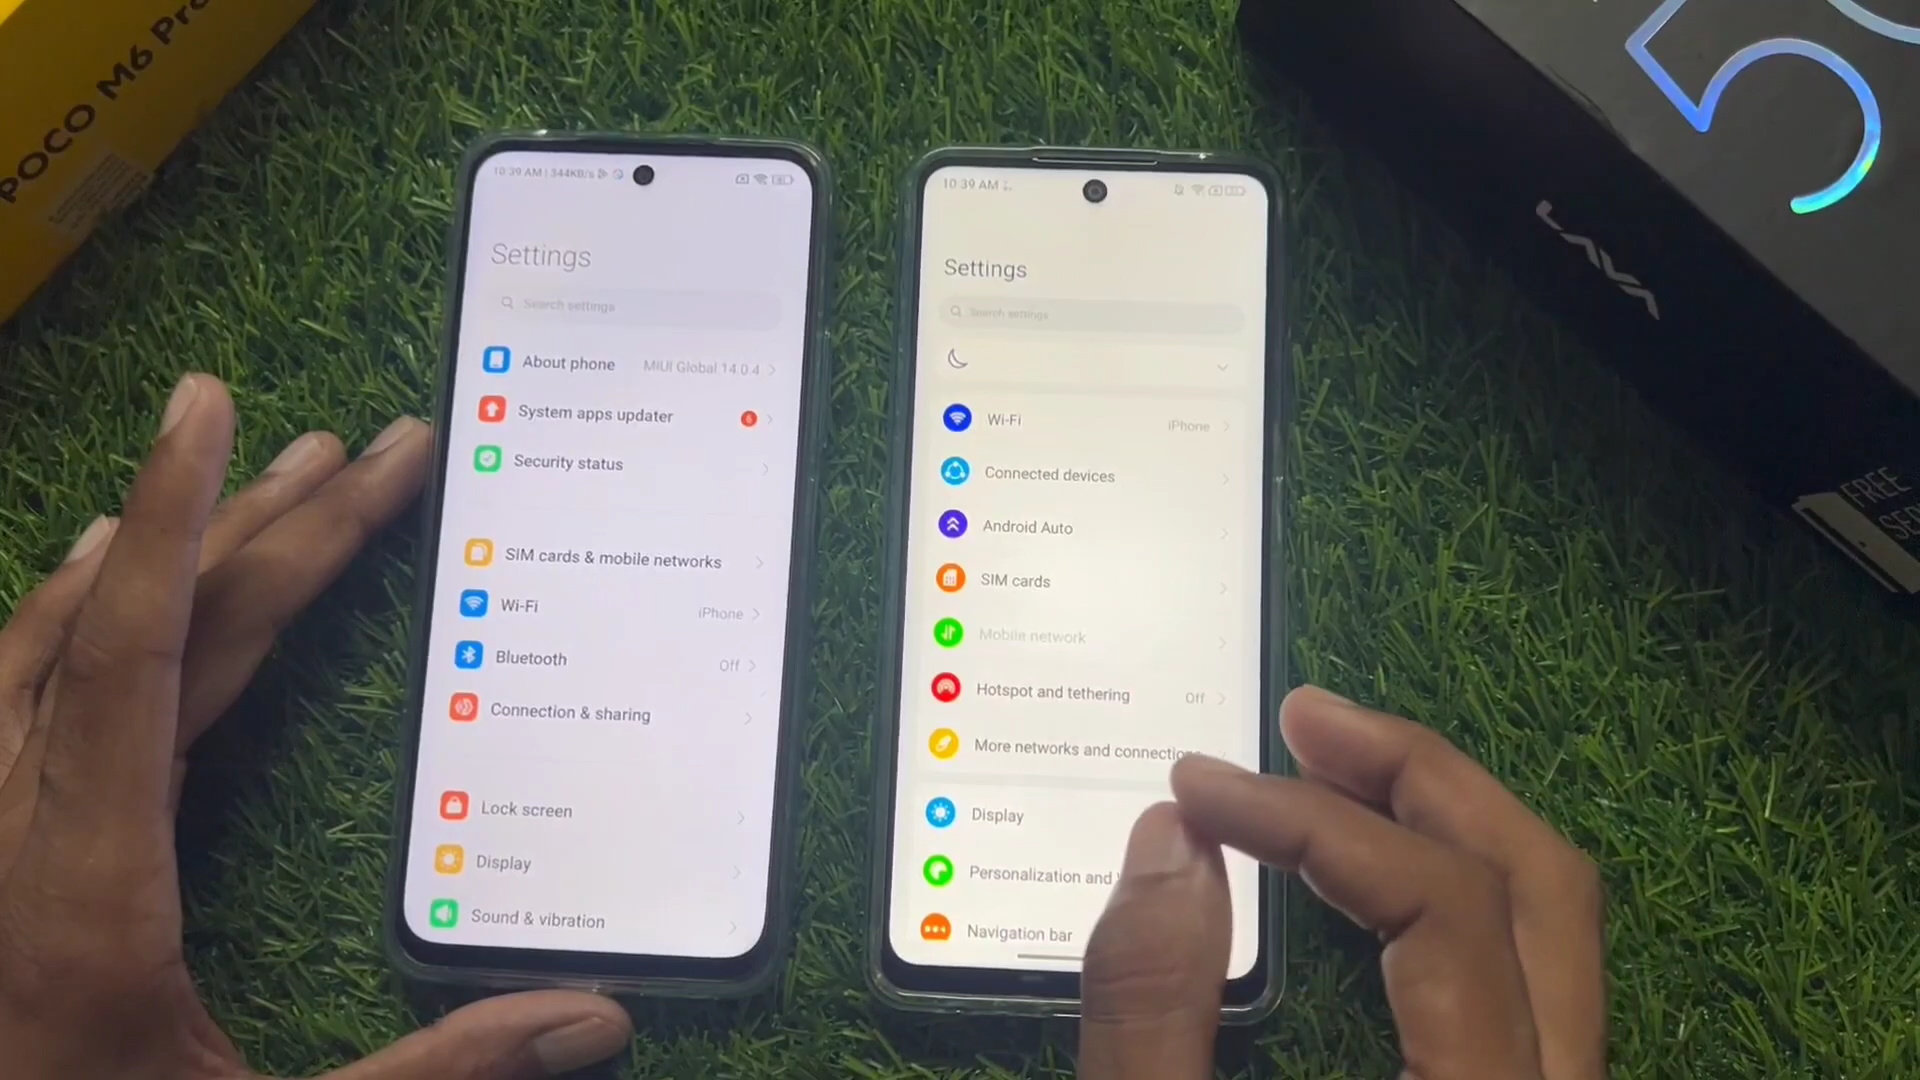 POCO M6 Pro
10:39 AM | 344KB/s
Settings
Search settings
About phone MIUI Global 14.0.4
System apps updater 6
Security status
SIM cards & mobile networks
Wi-Fi iPhone
Bluetooth Off
Connection & sharing
Lock screen
Display
Sound & vibration
10:39 AM
Settings
Search settings
Wi-Fi iPhone
Connected devices
Android Auto
SIM cards
Mobile network
Hotspot and tethering Off
More networks and connections
Display
Personalization and
Navigation bar
5G
LAVA
FREE